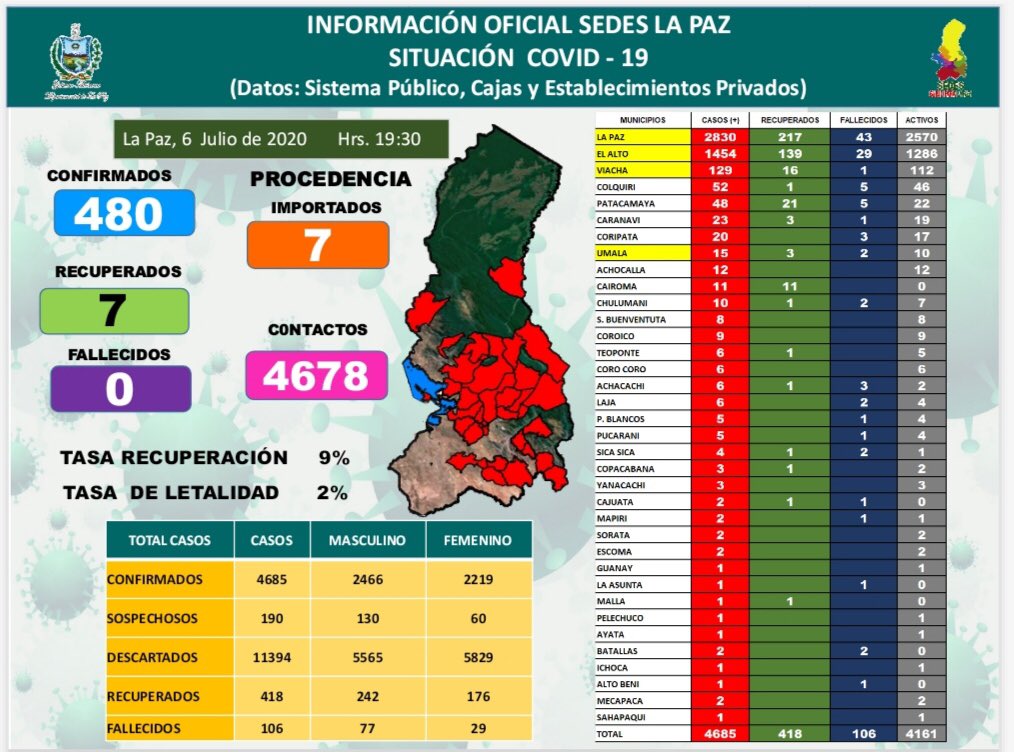 INFORMACIÓN OFICIAL SEDES LA PAZ
SITUACIÓN COVID - 19
(Datos: Sistema Público, Cajas y Establecimientos Privados)
La Paz, 6 Julio de 2020 Hrs. 19:30
CONFIRMADOS
480
RECUPERADOS
7
FALLECIDOS
0
PROCEDENCIA
IMPORTADOS
7
C0NTACTOS
4678
TASA RECUPERACIÓN 9%
TASA DE LETALIDAD 2%
TOTAL CASOS CASOS MASCULINO FEMENINO
CONFIRMADOS 4685 2466 2219
SOSPECHOSOS 190 130 60
DESCARTADOS 11394 5565 5829
RECUPERADOS 418 242 176
FALLECIDOS 106 77 29
MUNICIPIOS CASOS (+) RECUPERADOS FALLECIDOS ACTIVOS
LA PAZ 2830 217 43 2570
EL ALTO 1454 139 29 1286
VIACHA 129 16 1 112
COLQUIRI 52 1 5 46
PATACAMAYA 48 21 5 22
CARANAVI 23 3 1 19
CORIPATA 20 3 17
UMALA 15 3 2 10
ACHOCALLA 12 12
CAIROMA 11 11 0
CHULUMANI 10 1 2 7
S. BUENVENTUTA 8 8
COROICO 9 9
TEOPONTE 6 1 5
CORO CORO 6 6
ACHACACHI 6 1 3 2
LAJA 6 2 4
P. BLANCOS 5 1 4
PUCARANI 5 1 4
SICA SICA 4 1 2 1
COPACABANA 3 1 2
YANACACHI 3 3
CAJUATA 2 1 1 0
MAPIRI 2 1 1
SORATA 2 2
ESCOMA 2 2
GUANAY 1 1
LA ASUNTA 1 1 0
MALLA 1 1 0
PELECHUCO 1 1
AYATA 1 1
BATALLAS 2 2 0
ICHOCA 1 1
ALTO BENI 1 1 0
MECAPACA 2 2
SAHAPAQUI 1 1
TOTAL 4685 418 106 4161